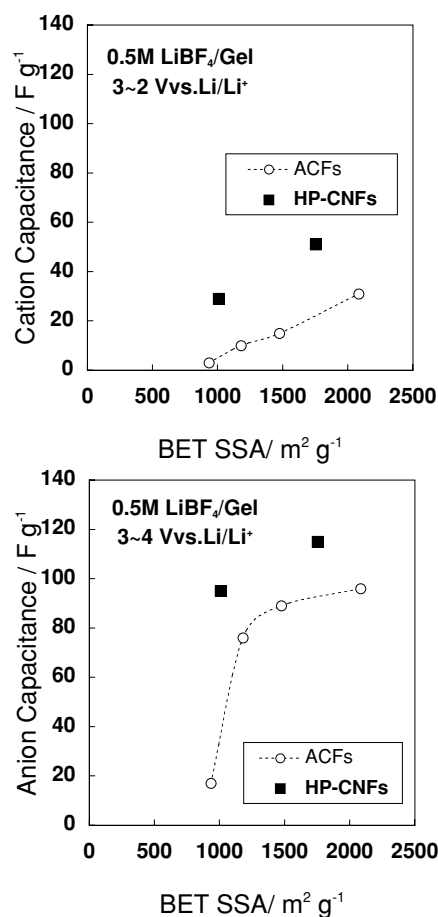 140
120
100
80
60
40
20
0
Cation Capacitance / F g⁻¹
0.5M LiBF₄/Gel
3~2 Vvs.Li/Li⁺
ACFs
HP-CNFs
0 500 1000 1500 2000 2500
BET SSA/ m² g⁻¹
140
120
100
80
60
40
20
0
Anion Capacitance / F g⁻¹
0.5M LiBF₄/Gel
3~4 Vvs.Li/Li⁺
ACFs
HP-CNFs
0 500 1000 1500 2000 2500
BET SSA/ m² g⁻¹